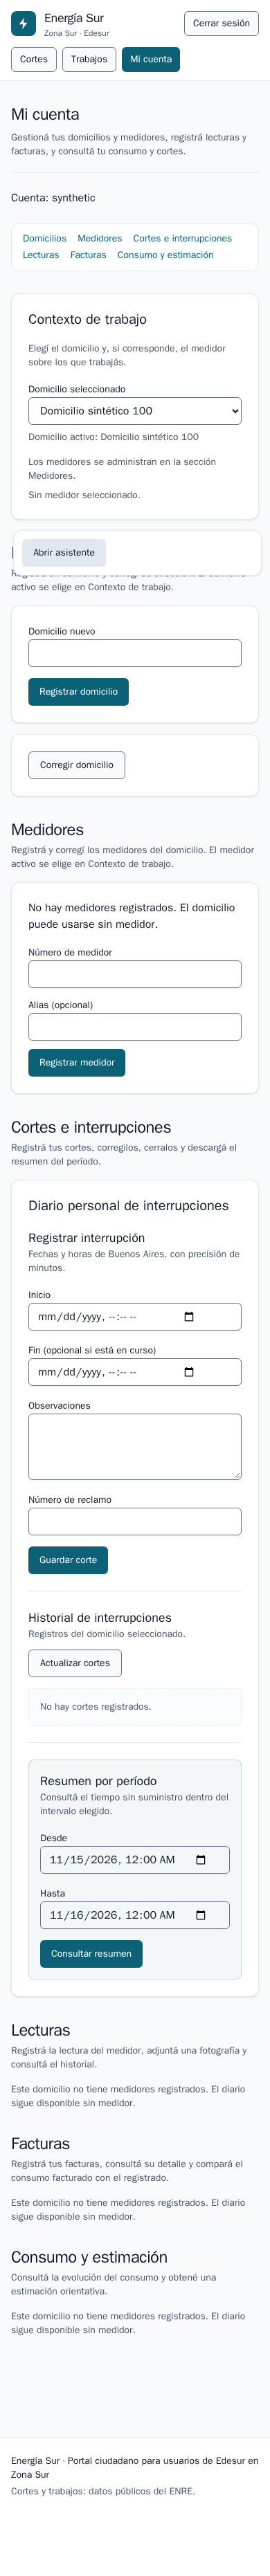 Energía Sur
Zona Sur · Edesur
Cerrar sesión
Cortes
Trabajos
Mi cuenta
Mi cuenta
Gestioná tus domicilios y medidores, registrá lecturas y
facturas, y consultá tu consumo y cortes.
Cuenta: synthetic
Domicilios Medidores Cortes e interrupciones
Lecturas Facturas Consumo y estimación
Contexto de trabajo
Elegí el domicilio y, si corresponde, el medidor
sobre los que trabajás.
Domicilio seleccionado
Domicilio sintético 100
Domicilio activo: Domicilio sintético 100
Los medidores se administran en la sección
Medidores.
Sin medidor seleccionado.
Abrir asistente
activo se elige en Contexto de trabajo.
Domicilio nuevo
Registrar domicilio
Corregir domicilio
Medidores
Registrá y corregí los medidores del domicilio. El medidor
activo se elige en Contexto de trabajo.
No hay medidores registrados. El domicilio
puede usarse sin medidor.
Número de medidor
Alias (opcional)
Registrar medidor
Cortes e interrupciones
Registrá tus cortes, corregilos, cerralos y descargá el
resumen del período.
Diario personal de interrupciones
Registrar interrupción
Fechas y horas de Buenos Aires, con precisión de
minutos.
Inicio
mm/dd/yyyy, --:-- --
Fin (opcional si está en curso)
mm/dd/yyyy, --:-- --
Observaciones
Número de reclamo
Guardar corte
Historial de interrupciones
Registros del domicilio seleccionado.
Actualizar cortes
No hay cortes registrados.
Resumen por período
Consultá el tiempo sin suministro dentro del
intervalo elegido.
Desde
11/15/2026, 12:00 AM
Hasta
11/16/2026, 12:00 AM
Consultar resumen
Lecturas
Registrá la lectura del medidor, adjuntá una fotografía y
consultá el historial.
Este domicilio no tiene medidores registrados. El diario
sigue disponible sin medidor.
Facturas
Registrá tus facturas, consultá su detalle y compará el
consumo facturado con el registrado.
Este domicilio no tiene medidores registrados. El diario
sigue disponible sin medidor.
Consumo y estimación
Consultá la evolución del consumo y obtené una
estimación orientativa.
Este domicilio no tiene medidores registrados. El diario
sigue disponible sin medidor.
Energía Sur · Portal ciudadano para usuarios de Edesur en
Zona Sur
Cortes y trabajos: datos públicos del ENRE.